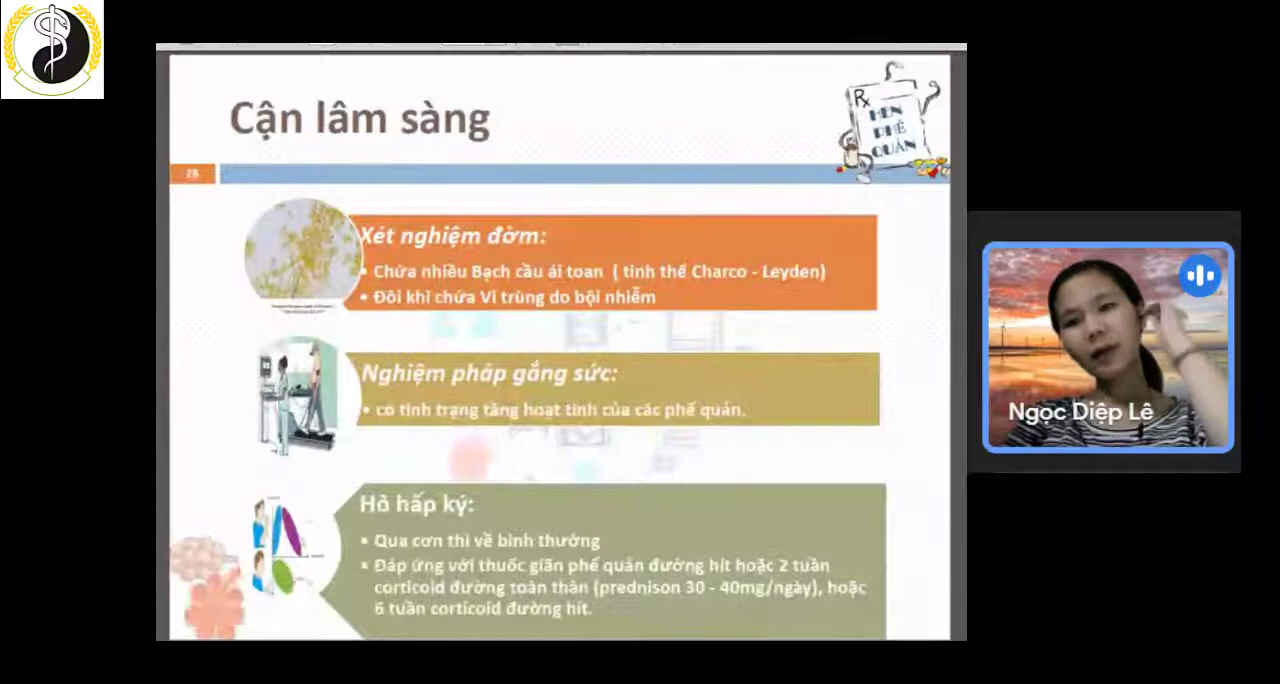 Cận lâm sàng
Rx
HEN
PHẾ
QUẢN
28
Xét nghiệm đờm:
• Chứa nhiều Bạch cầu ái toan ( tinh thể Charco - Leyden)
• Đôi khi chứa Vi trùng do bội nhiễm
Nghiệm pháp gắng sức:
• có tình trạng tăng hoạt tính của các phế quản.
Hô hấp ký:
• Qua cơn thì về bình thường
• Đáp ứng với thuốc giãn phế quản đường hít hoặc 2 tuần
corticoid đường toàn thân (prednison 30 - 40mg/ngày), hoặc
6 tuần corticoid đường hít.
Ngọc Diệp Lê